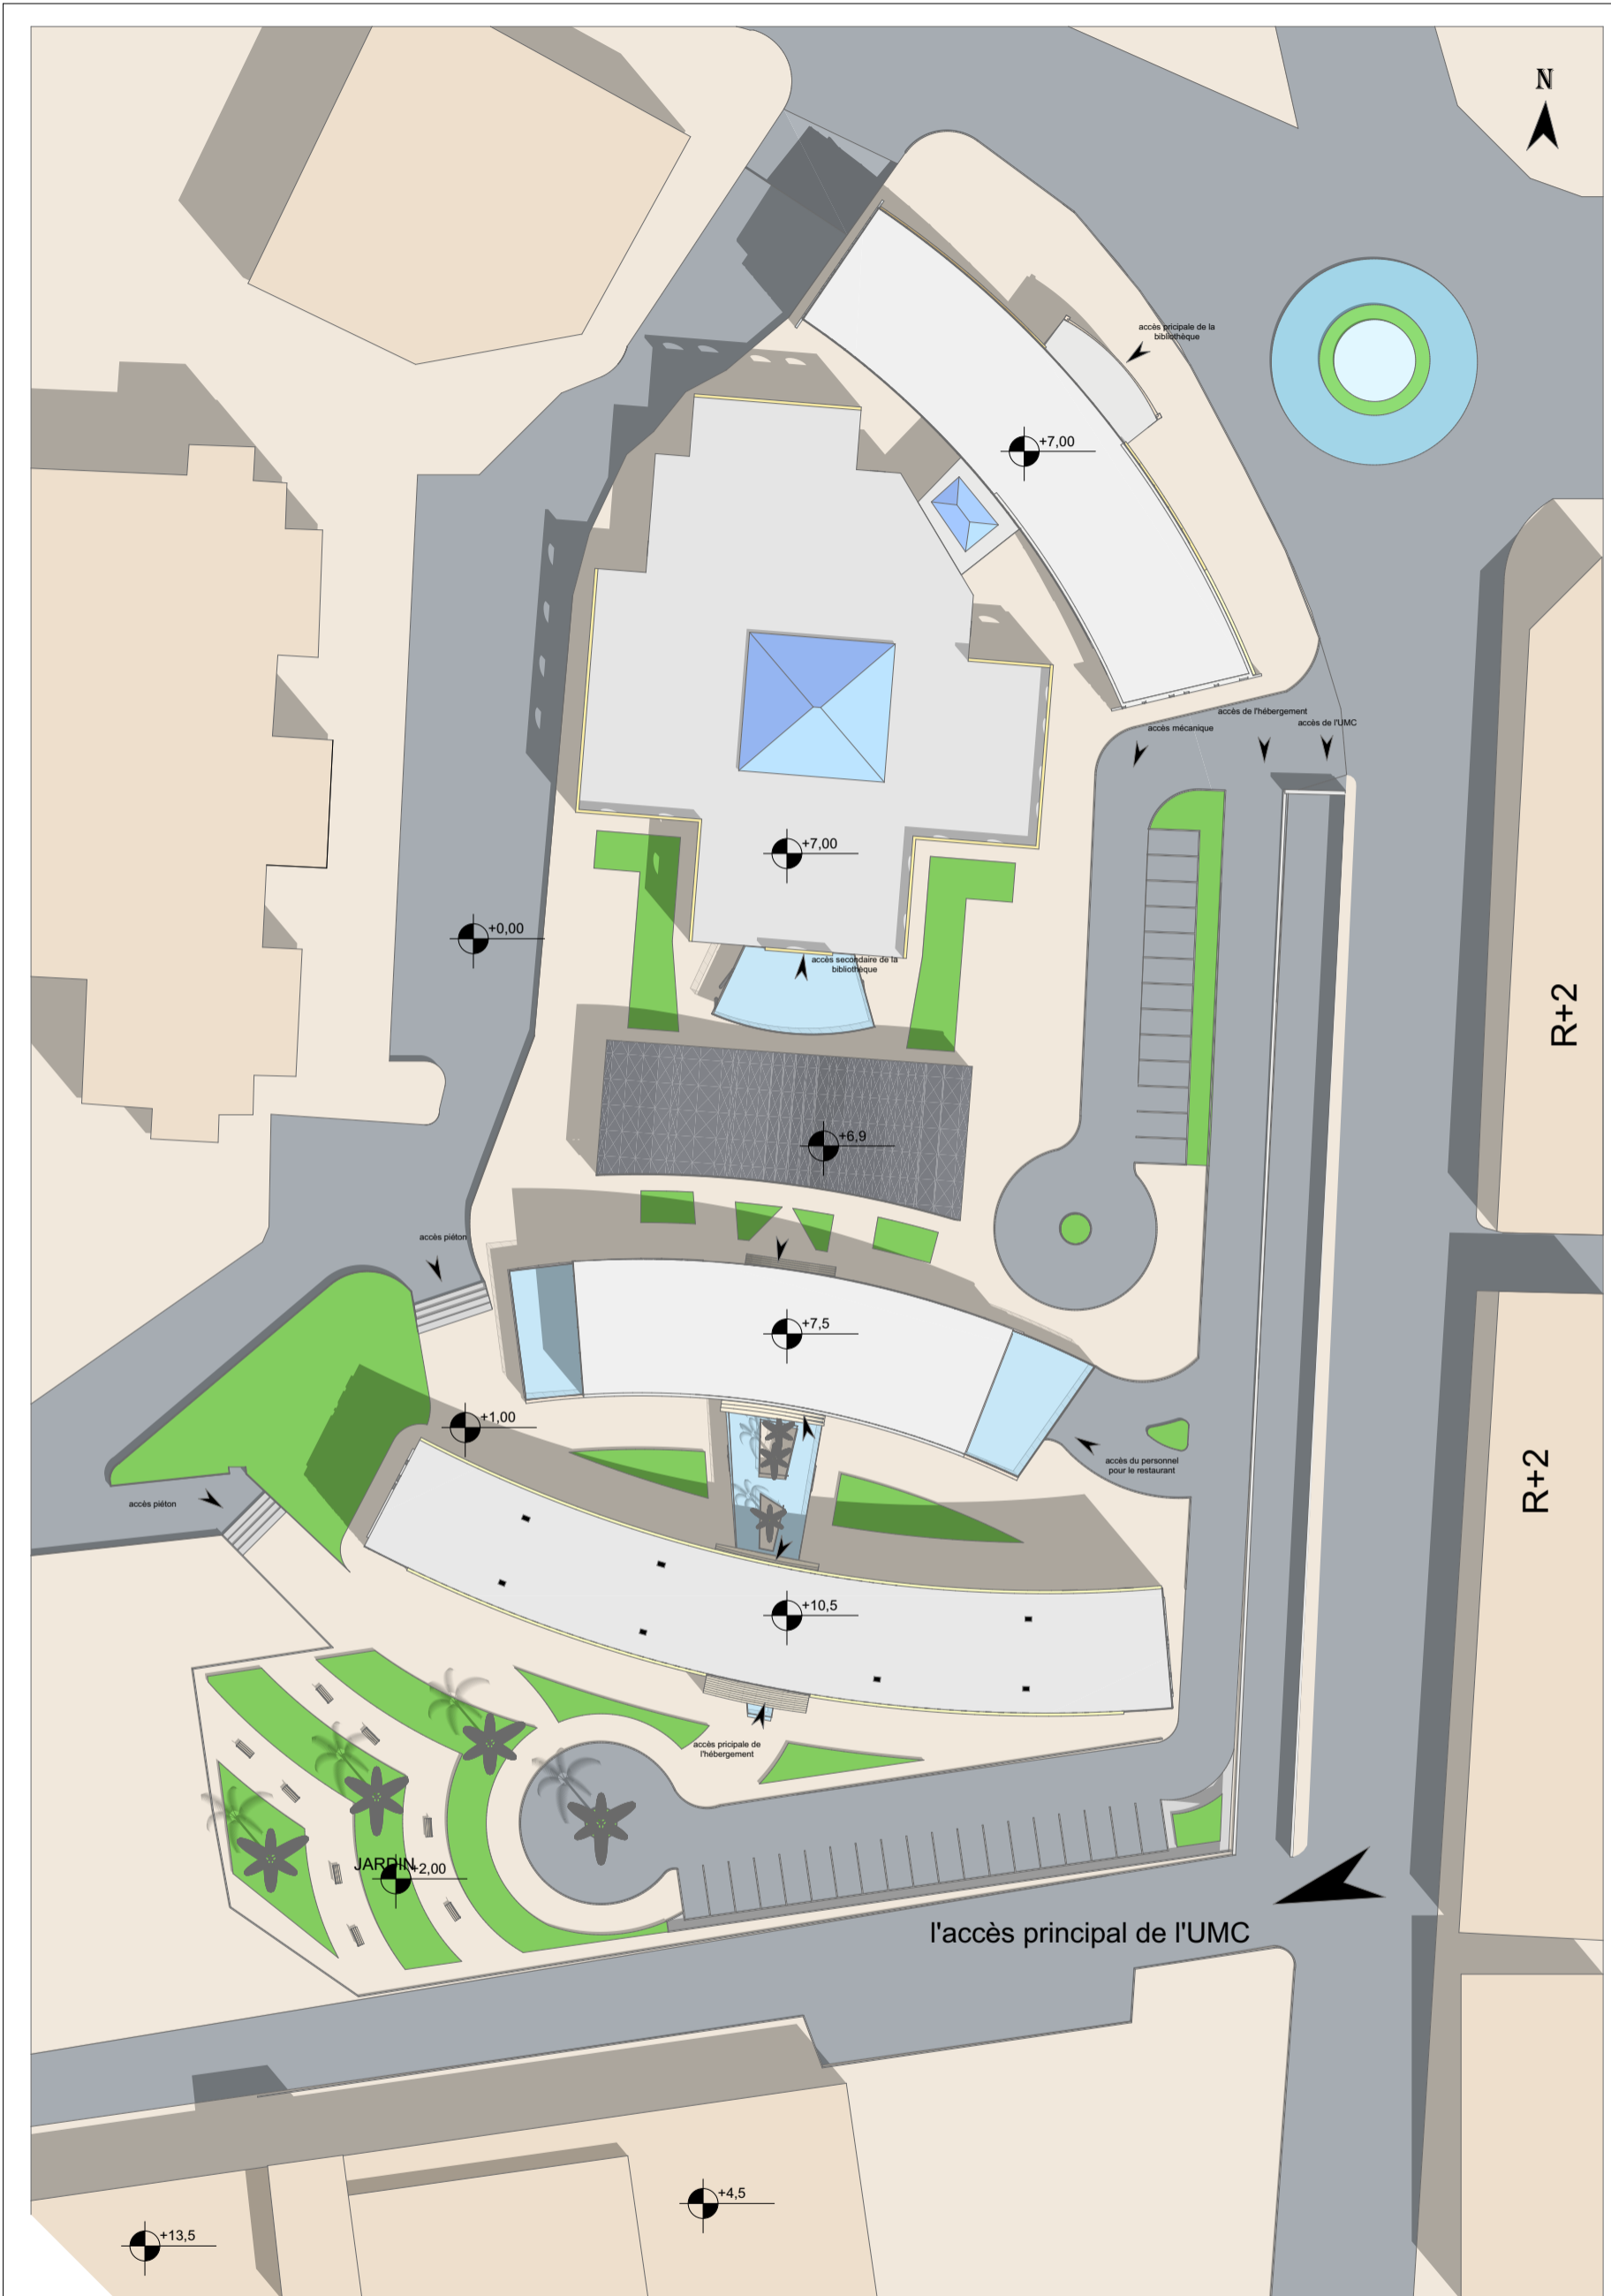 N
accès pricipale de la
bibliothèque
+7,00
accès de l'hébergement
accès mécanique
accès de l'UMC
+7,00
+0,00
accès secondaire de la
bibliothèque
R+2
+6,9
accès piéton
+7,5
+1,00
accès du personnel
pour le restaurant
R+2
accès piéton
+10,5
accès pricipale de
l'hébergement
JARDIN
+2,00
l'accès principal de l'UMC
+4,5
+13,5